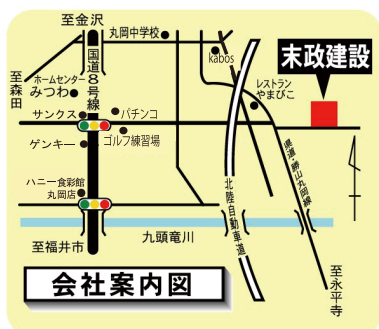 至金沢
丸岡中学校
kabos
末政建設
国道8号線
至森田
ホームセンター
みつわ
レストラン
やまびこ
サンクス
パチンコ
ゲンキー
ゴルフ練習場
県道 勝山丸岡線
ハニー食彩館
丸岡店
北陸自動車道
至福井市
九頭竜川
至永平寺
会社案内図